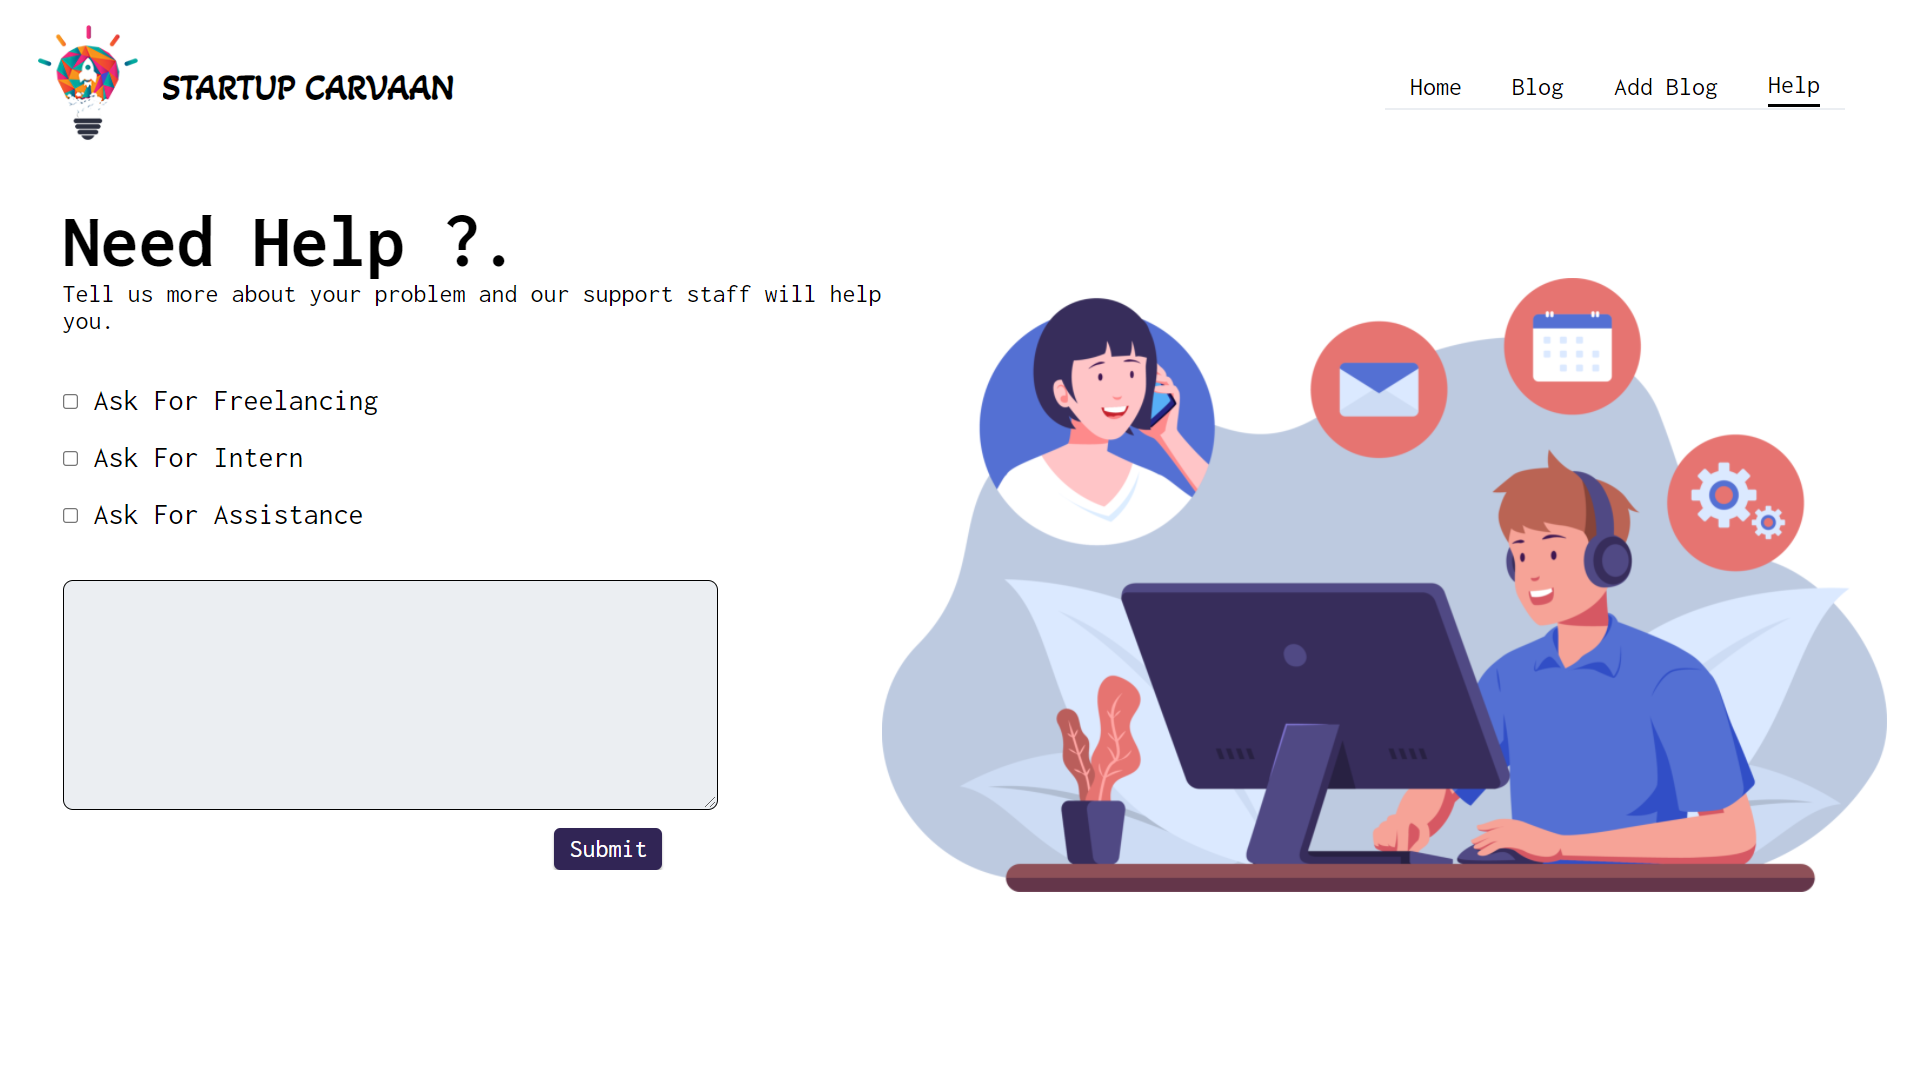 STARTUP CARVAAN
Home Blog Add Blog Help
Need Help ?.
Tell us more about your problem and our support staff will help
you.
Ask For Freelancing
Ask For Intern
Ask For Assistance
Submit